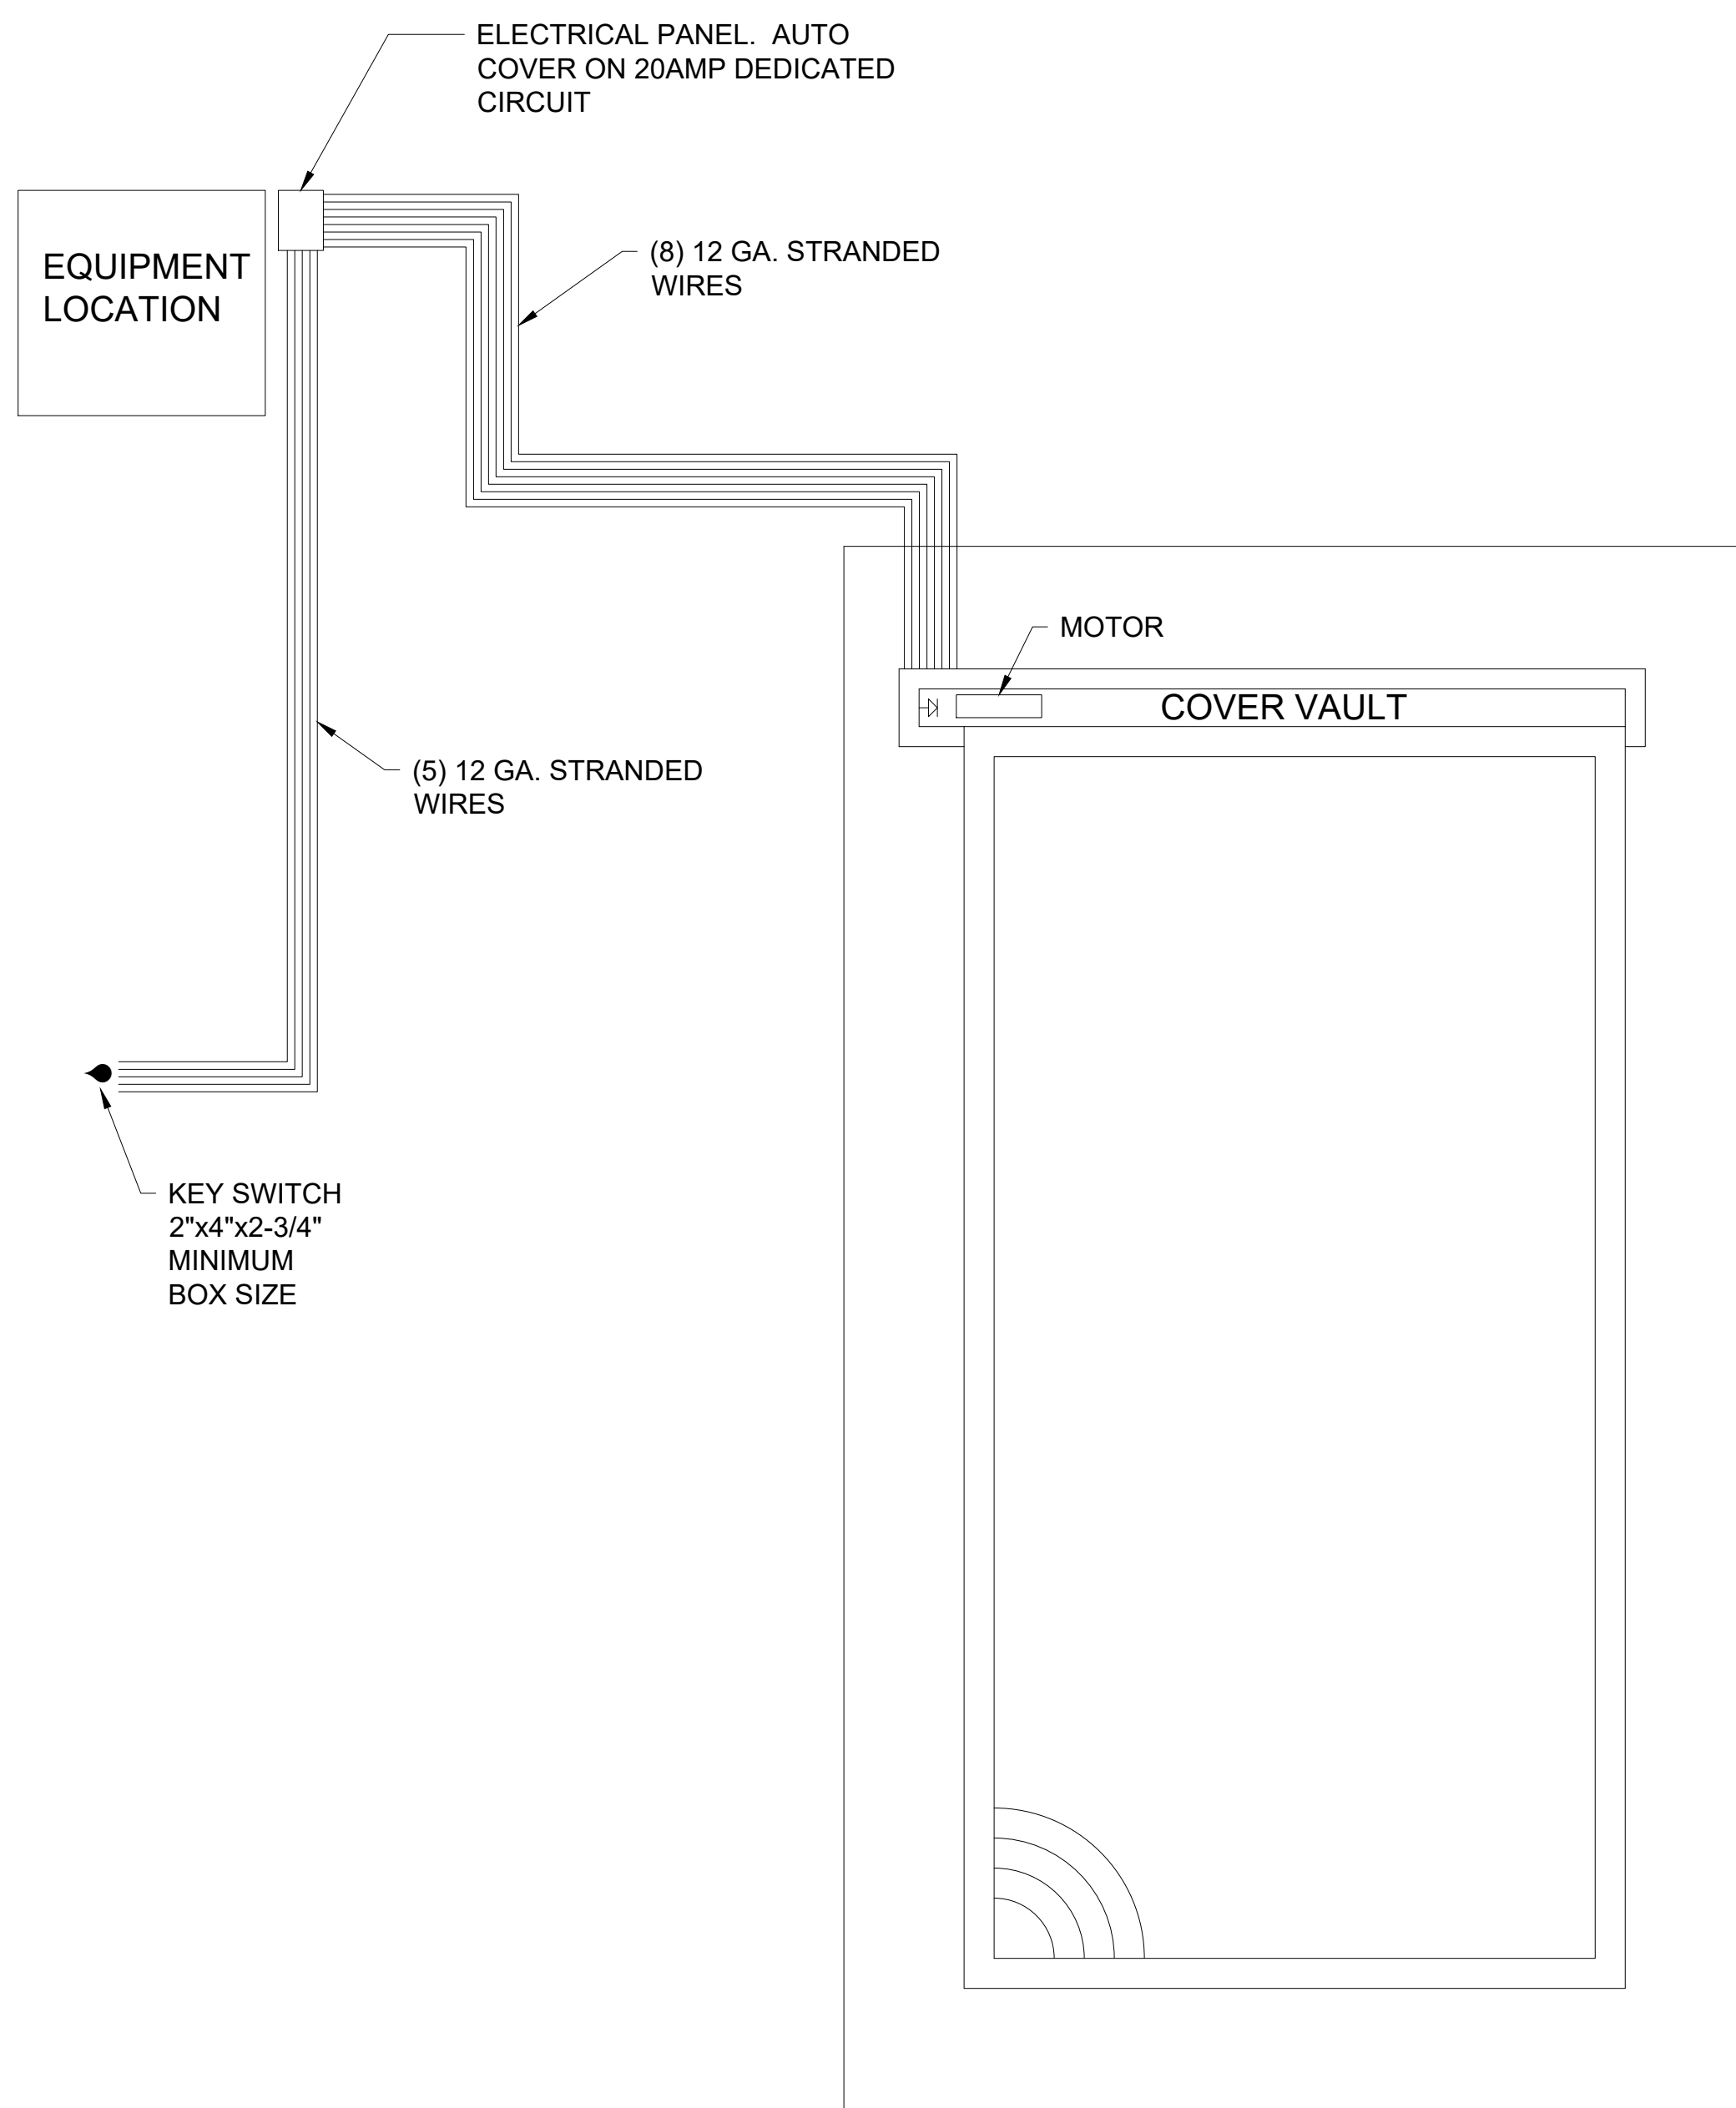 ELECTRICAL PANEL.  AUTO
COVER ON 20AMP DEDICATED
CIRCUIT
EQUIPMENT
LOCATION
(8) 12 GA. STRANDED
WIRES
MOTOR
COVER VAULT
(5) 12 GA. STRANDED
WIRES
KEY SWITCH
2"x4"x2-3/4"
MINIMUM
BOX SIZE